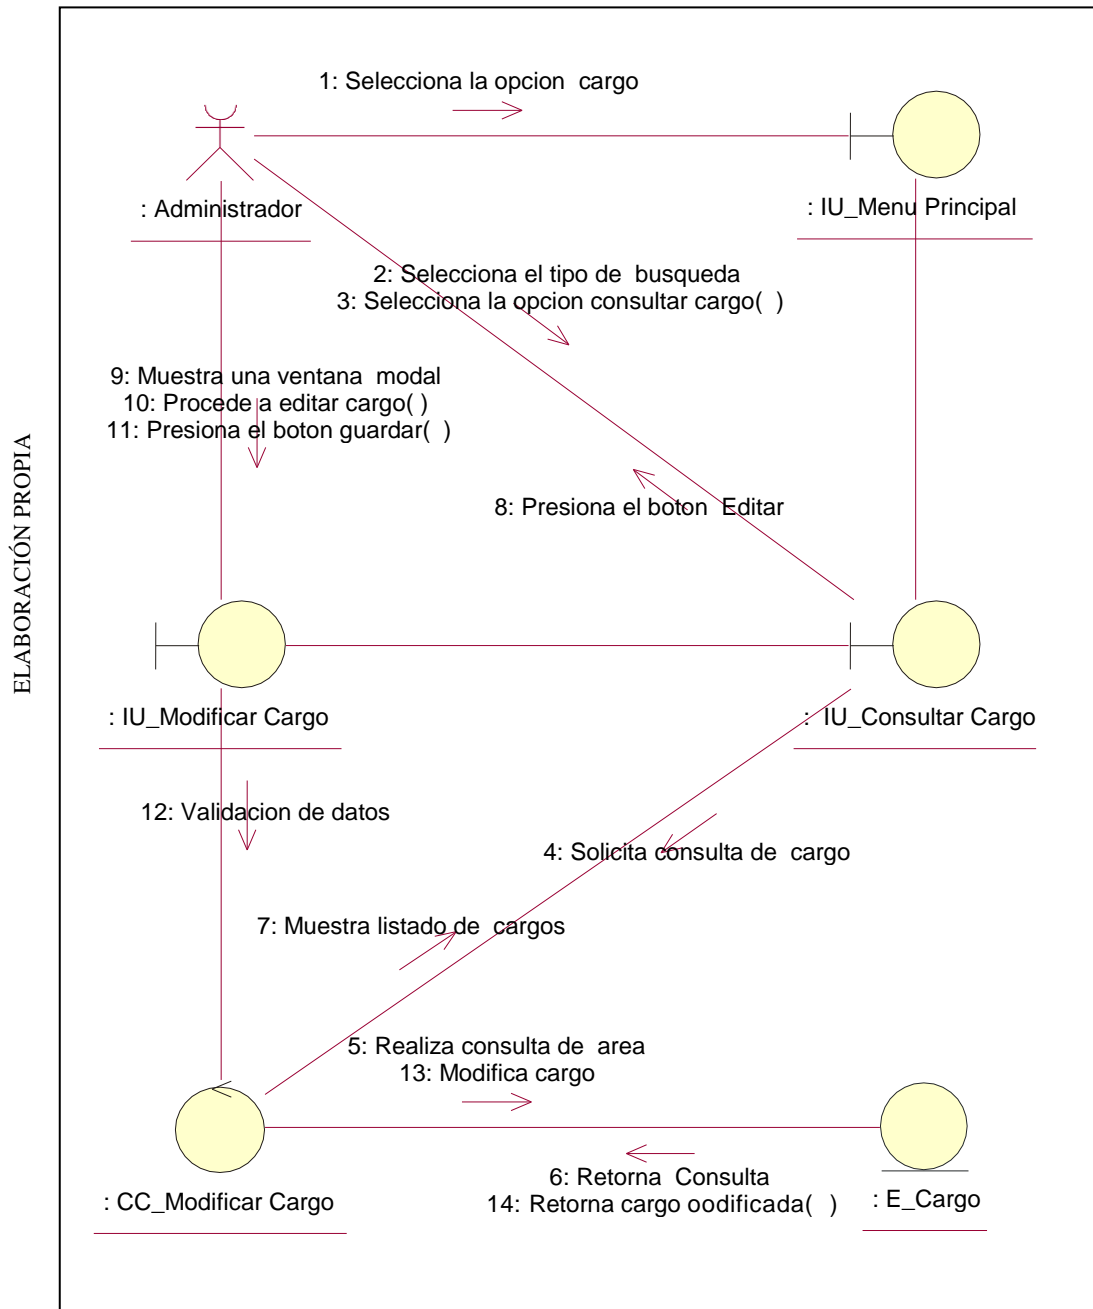 1: Selecciona la opcion cargo
: Administrador
: IU_Menu Principal
2: Selecciona el tipo de busqueda
3: Selecciona la opcion consultar cargo( )
9: Muestra una ventana modal
10: Procede a editar cargo( )
11: Presiona el boton guardar( )
8: Presiona el boton Editar
ELABORACIÓN PROPIA
: IU_Modificar Cargo
: IU_Consultar Cargo
12: Validacion de datos
4: Solicita consulta de cargo
7: Muestra listado de cargos
5: Realiza consulta de area
13: Modifica cargo
6: Retorna Consulta
14: Retorna cargo oodificada( )
: CC_Modificar Cargo
: E_Cargo